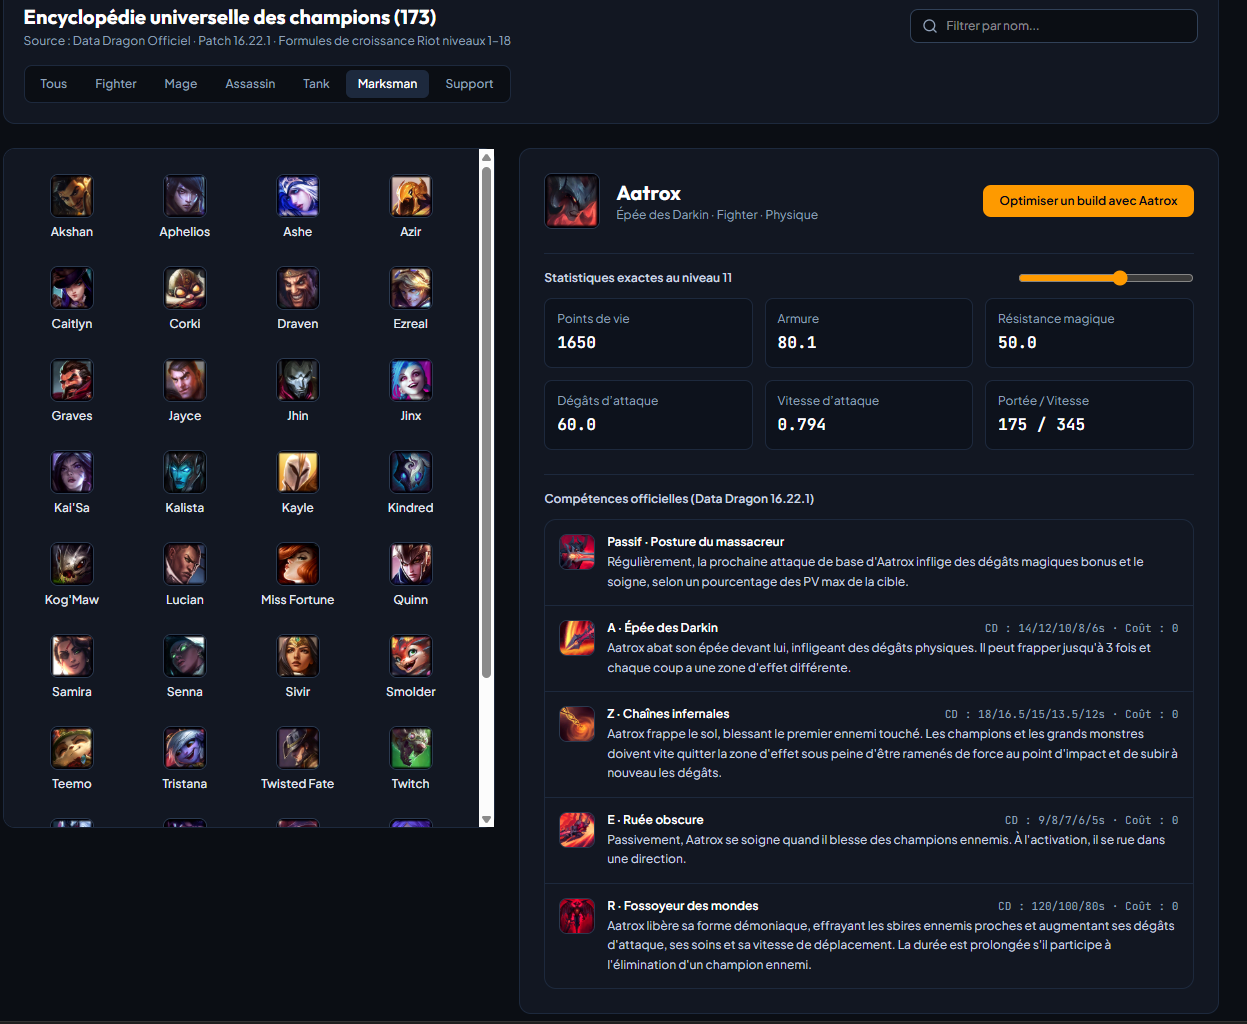 Encyclopédie universelle des champions (173)
Source : Data Dragon Officiel · Patch 16.22.1 · Formules de croissance Riot niveaux 1–18
Filtrer par nom...
Tous Fighter Mage Assassin Tank Marksman Support
Akshan Aphelios Ashe Azir
Caitlyn Corki Draven Ezreal
Graves Jayce Jhin Jinx
Kai'Sa Kalista Kayle Kindred
Kog'Maw Lucian Miss Fortune Quinn
Samira Senna Sivir Smolder
Teemo Tristana Twisted Fate Twitch
Aatrox
Épée des Darkin · Fighter · Physique
Optimiser un build avec Aatrox
Statistiques exactes au niveau 11
Points de vie
1650
Armure
80.1
Résistance magique
50.0
Dégâts d'attaque
60.0
Vitesse d'attaque
0.794
Portée / Vitesse
175 / 345
Compétences officielles (Data Dragon 16.22.1)
Passif · Posture du massacreur
Régulièrement, la prochaine attaque de base d'Aatrox inflige des dégâts magiques bonus et le
soigne, selon un pourcentage des PV max de la cible.
A · Épée des Darkin CD : 14/12/10/8/6s · Coût : 0
Aatrox abat son épée devant lui, infligeant des dégâts physiques. Il peut frapper jusqu'à 3 fois et
chaque coup a une zone d'effet différente.
Z · Chaînes infernales CD : 18/16.5/15/13.5/12s · Coût : 0
Aatrox frappe le sol, blessant le premier ennemi touché. Les champions et les grands monstres
doivent vite quitter la zone d'effet sous peine d'être ramenés de force au point d'impact et de subir à
nouveau les dégâts.
E · Ruée obscure CD : 9/8/7/6/5s · Coût : 0
Passivement, Aatrox se soigne quand il blesse des champions ennemis. À l'activation, il se rue dans
une direction.
R · Fossoyeur des mondes CD : 120/100/80s · Coût : 0
Aatrox libère sa forme démoniaque, effrayant les sbires ennemis proches et augmentant ses dégâts
d'attaque, ses soins et sa vitesse de déplacement. La durée est prolongée s'il participe à
l'élimination d'un champion ennemi.